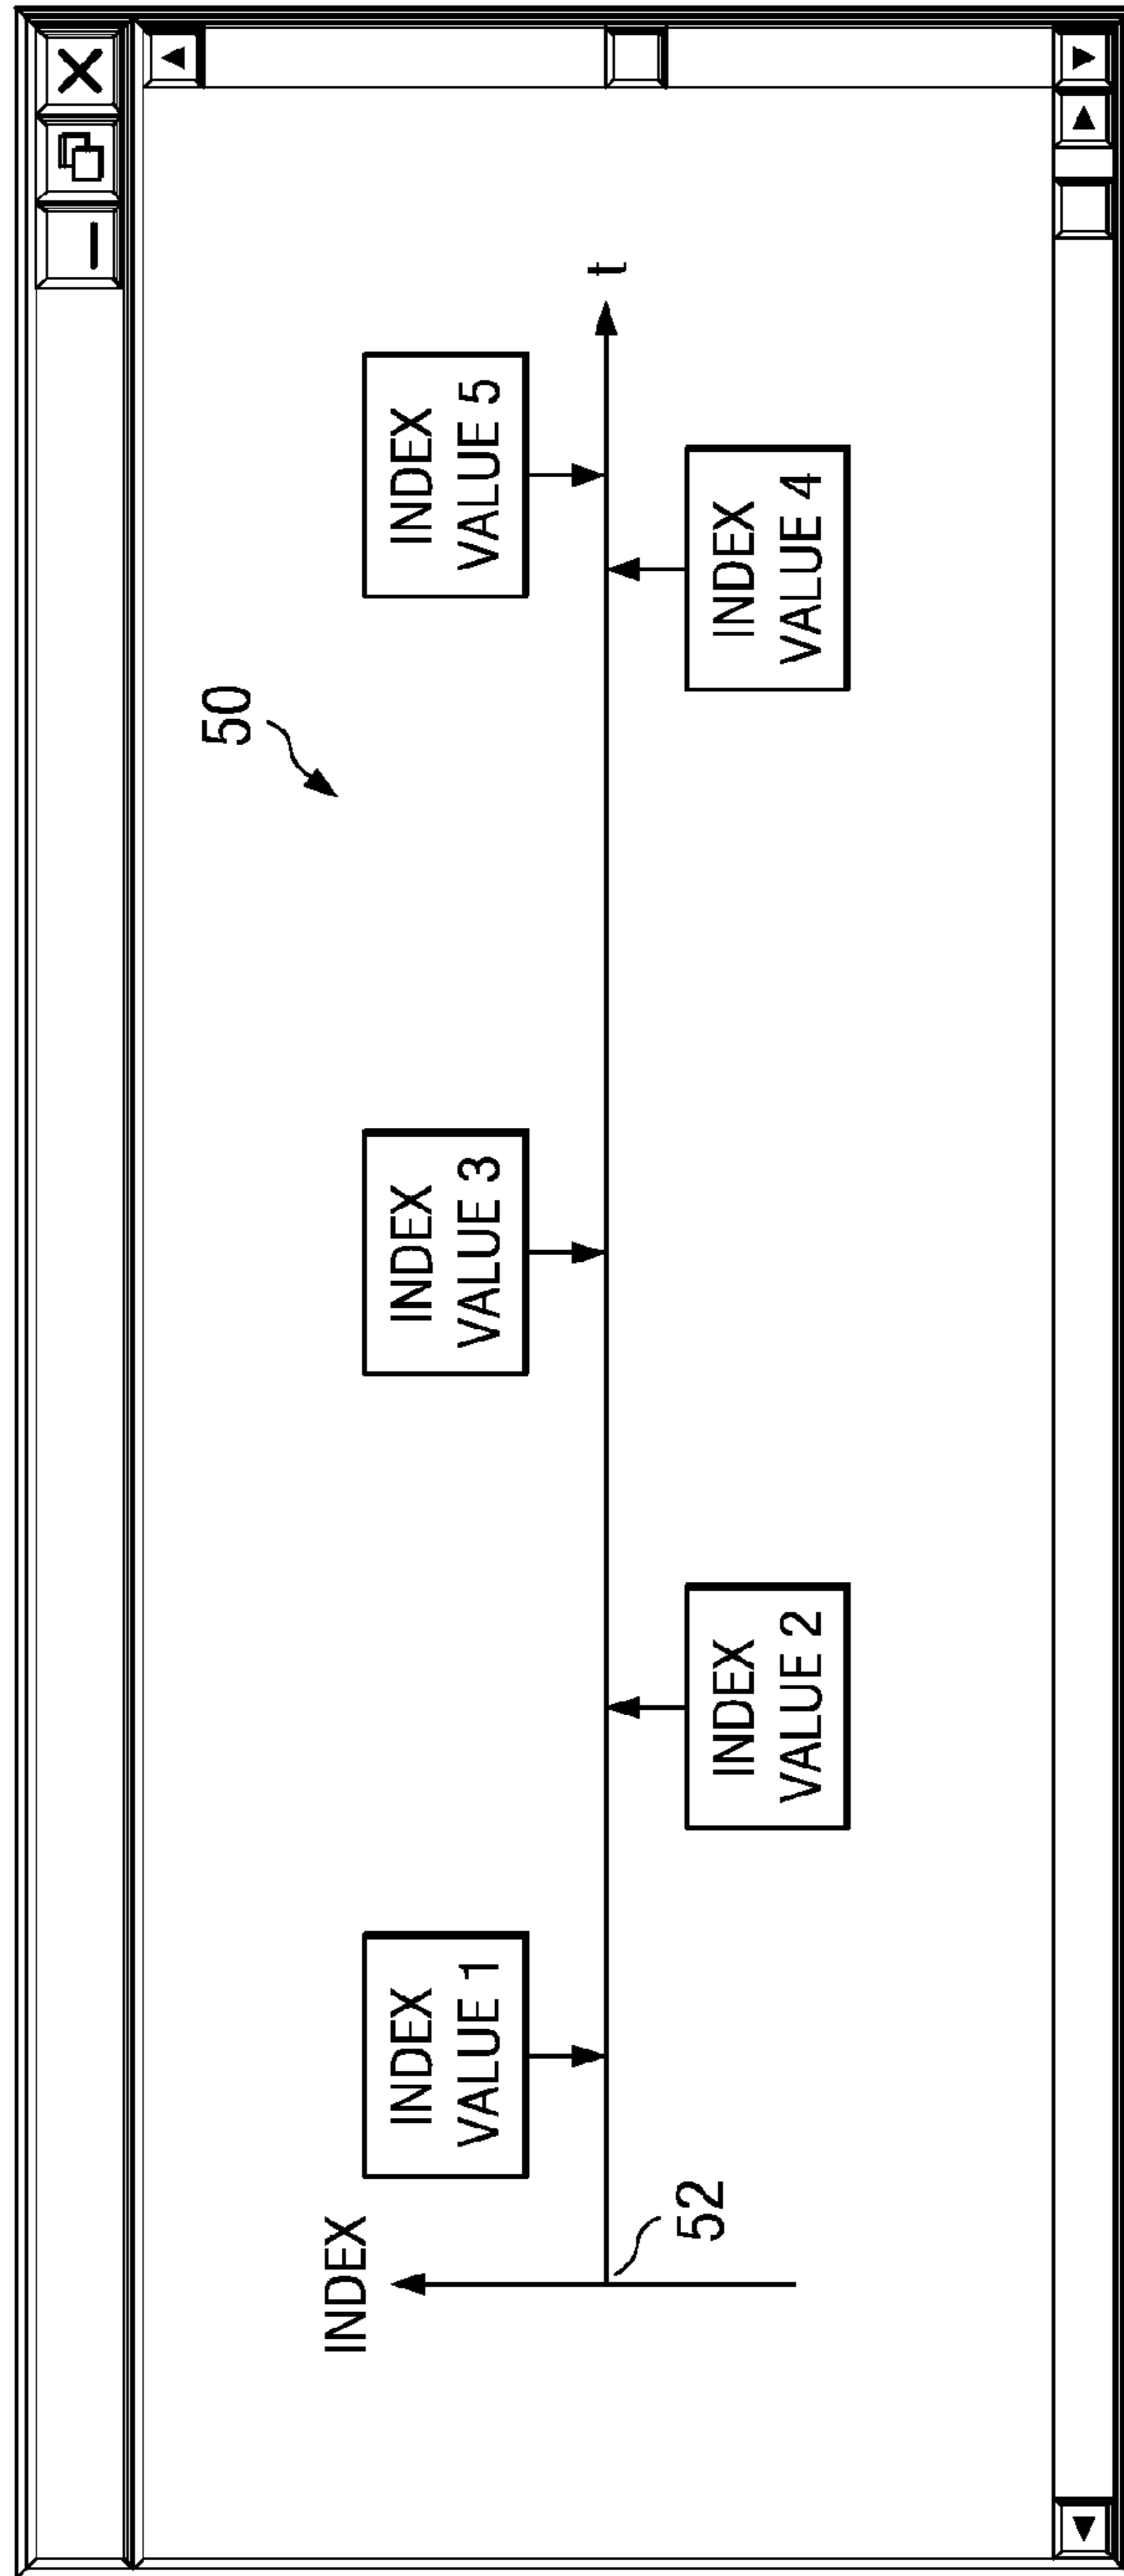 50
INDEX
INDEX
VALUE 1
INDEX
VALUE 3
INDEX
VALUE 5
t
52
INDEX
VALUE 2
INDEX
VALUE 4